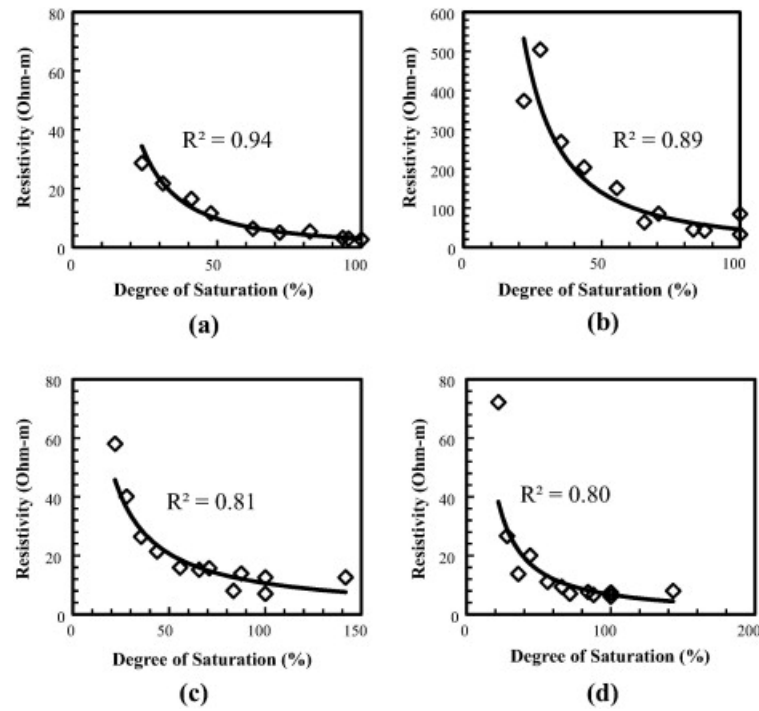 80
60
40
20
0
Resistivity (Ohm-m)
R² = 0.94
0 50 100
Degree of Saturation (%)
(a)
600
500
400
300
200
100
0
Resistivity (Ohm-m)
R² = 0.89
0 50 100
Degree of Saturation (%)
(b)
80
60
40
20
0
Resistivity (Ohm-m)
R² = 0.81
0 50 100 150
Degree of Saturation (%)
(c)
80
60
40
20
0
Resistivity (Ohm-m)
R² = 0.80
0 100 200
Degree of Saturation (%)
(d)